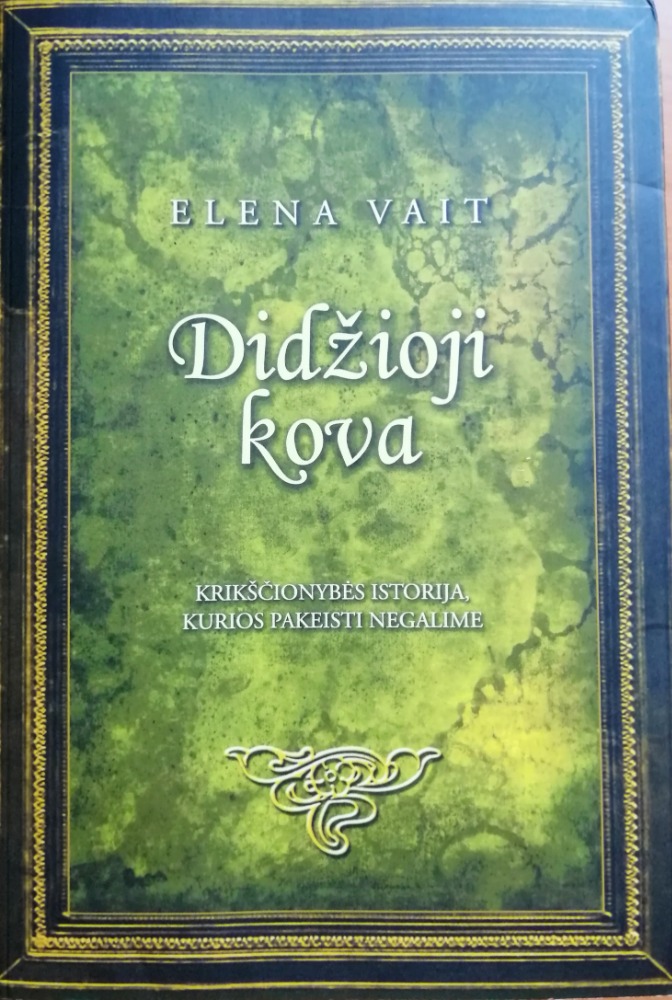 ELENA VAIT
Didžioji
kova
KRIKŠČIONYBĖS ISTORIJA,
KURIOS PAKEISTI NEGALIME